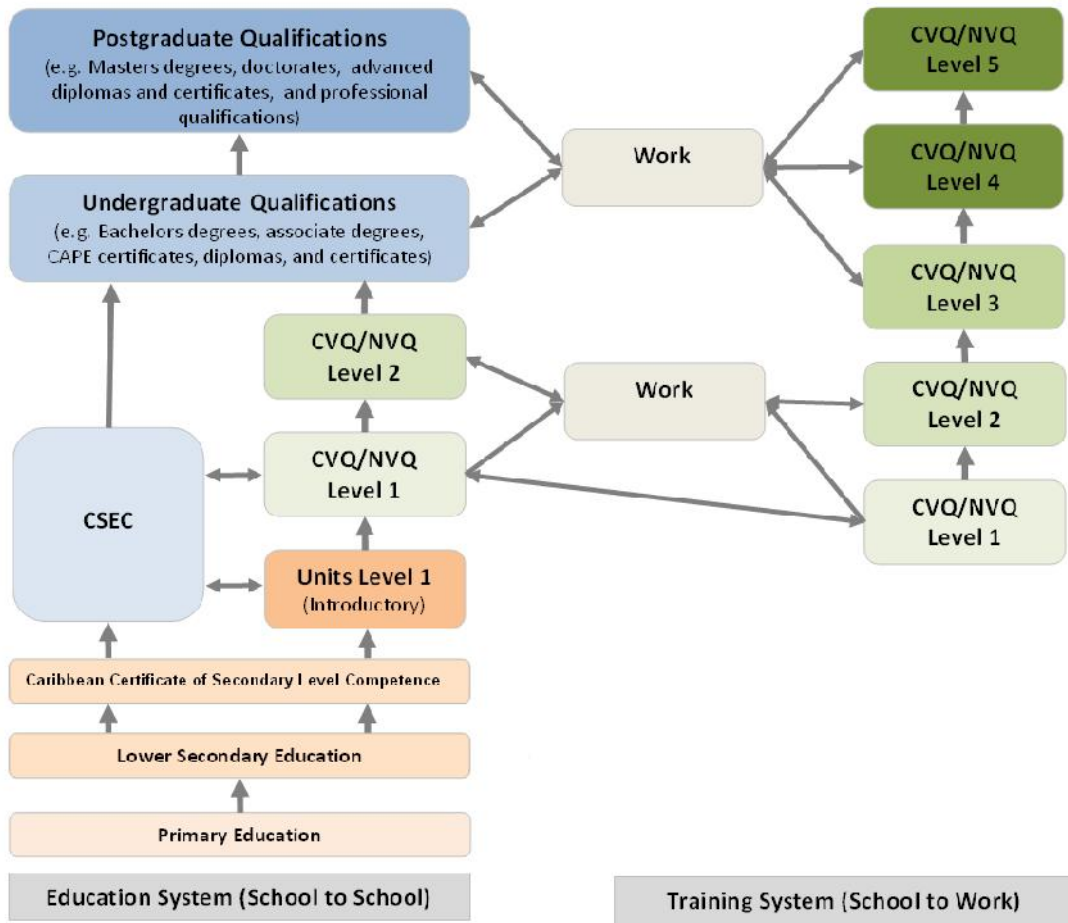 Postgraduate Qualifications
(e.g. Masters degrees, doctorates, advanced
diplomas and certificates, and professional
qualifications)
CVQ/NVQ
Level 5
Work
CVQ/NVQ
Level 4
Undergraduate Qualifications
(e.g. Bachelors degrees, associate degrees,
CAPE certificates, diplomas, and certificates)
CVQ/NVQ
Level 3
CVQ/NVQ
Level 2
Work
CVQ/NVQ
Level 2
CSEC
CVQ/NVQ
Level 1
CVQ/NVQ
Level 1
Units Level 1
(Introductory)
Caribbean Certificate of Secondary Level Competence
Lower Secondary Education
Primary Education
Education System (School to School)
Training System (School to Work)